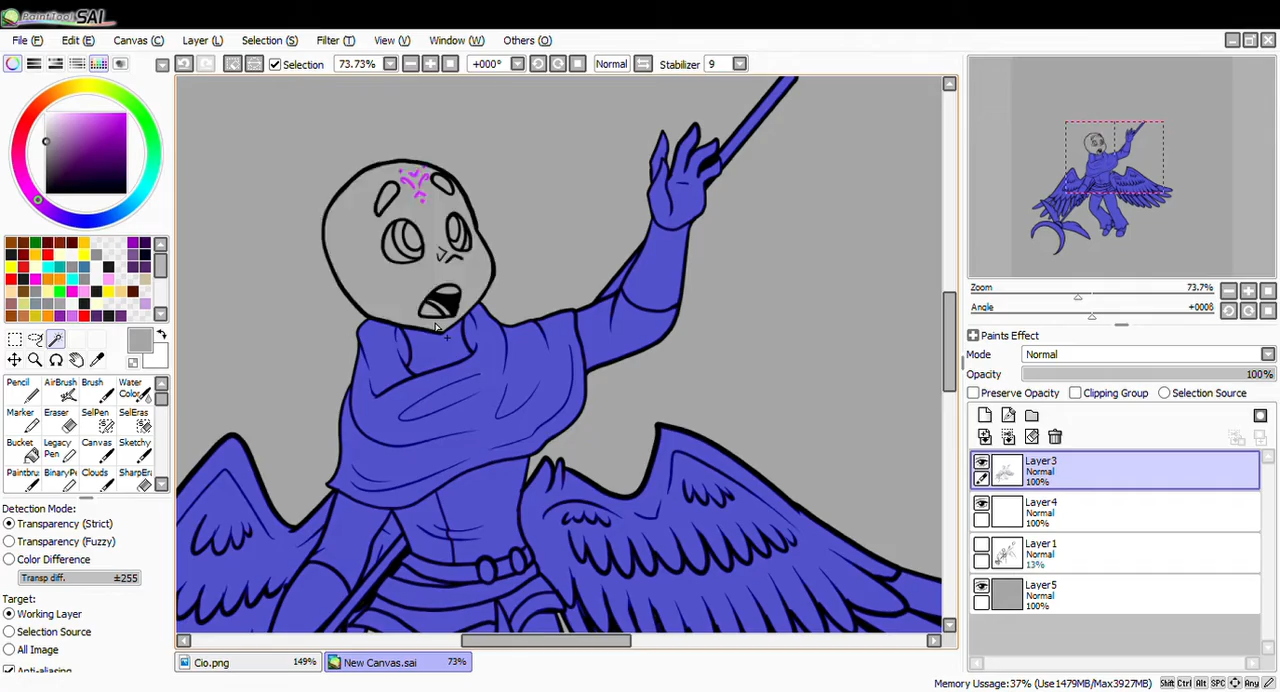 PaintTool SAI
File (F) Edit (E) Canvas (C) Layer (L) Selection (S) Filter (T) View (V) Window (W) Others (O)
Selection 73.73% +000° Normal Stabilizer 9
Zoom 73.7%
Angle +000δ
Paints Effect
Mode Normal
Opacity 100%
Preserve Opacity Clipping Group Selection Source
Pencil AirBrush Brush Water Color
Marker Eraser SelPen SelEras
Bucket Legacy Pen Canvas Sketchy
Paintbru BinaryPe Clouds SharpEra
Layer3
Normal
100%
Layer4
Normal
100%
Layer1
Normal
13%
Layer5
Normal
100%
Detection Mode:
Transparency (Strict)
Transparency (Fuzzy)
Color Difference
Transp diff. ±255
Target:
Working Layer
Selection Source
All Image
Anti-aliasing
Cio.png 149% New Canvas.sai 73%
Memory Ussage:37% (Use1479MB/Max3927MB) Shift Ctrl Alt SPC Any